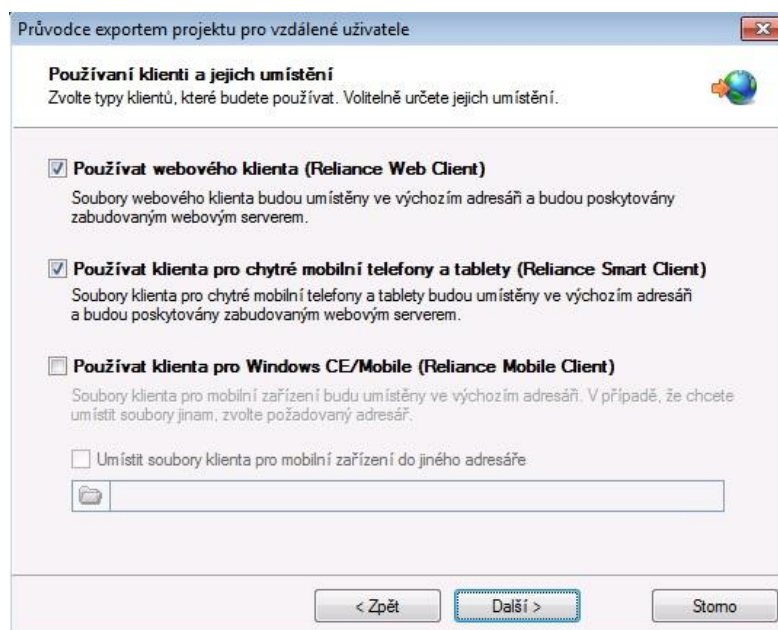 Průvodce exportem projektu pro vzdálené uživatele
Používaní klienti a jejich umístění
Zvolte typy klientů, které budete používat. Volitelně určete jejich umístění.
Používat webového klienta (Reliance Web Client)
Soubory webového klienta budou umístěny ve výchozím adresáři a budou poskytovány
zabudovaným webovým serverem.
Používat klienta pro chytré mobilní telefony a tablety (Reliance Smart Client)
Soubory klienta pro chytré mobilní telefony a tablety budou umístěny ve výchozím adresáři
a budou poskytovány zabudovaným webovým serverem.
Používat klienta pro Windows CE/Mobile (Reliance Mobile Client)
Soubory klienta pro mobilní zařízení budu umístěny ve výchozím adresáři. V případě, že chcete
umístit soubory jinam, zvolte požadovaný adresář.
Umístit soubory klienta pro mobilní zařízení do jiného adresáře
< Zpět Další > Storno